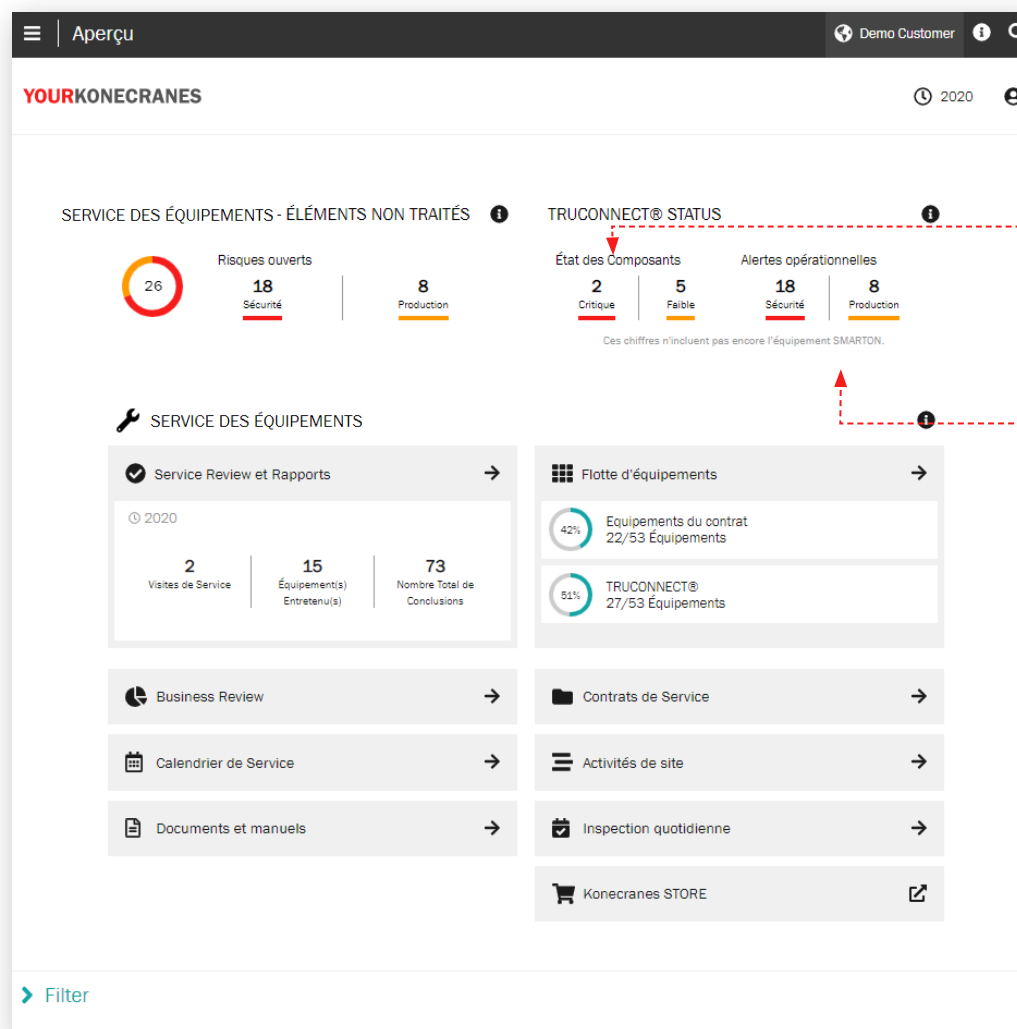 Aperçu
Demo Customer
YOURKONECRANES
2020
SERVICE DES ÉQUIPEMENTS - ÉLÉMENTS NON TRAITÉS
TRUCONNECT® STATUS
26
Risques ouverts
18
Sécurité
8
Production
État des Composants
2
Critique
5
Faible
Alertes opérationnelles
18
Sécurité
8
Production
Ces chiffres n'incluent pas encore l'équipement SMARTON.
SERVICE DES ÉQUIPEMENTS
Service Review et Rapports
2020
2
Visites de Service
15
Équipement(s)
Entretenu(s)
73
Nombre Total de
Conclusions
Flotte d'équipements
42%
Equipements du contrat
22/53 Équipements
51%
TRUCONNECT®
27/53 Équipements
Business Review
Contrats de Service
Calendrier de Service
Activités de site
Documents et manuels
Inspection quotidienne
Konecranes STORE
Filter